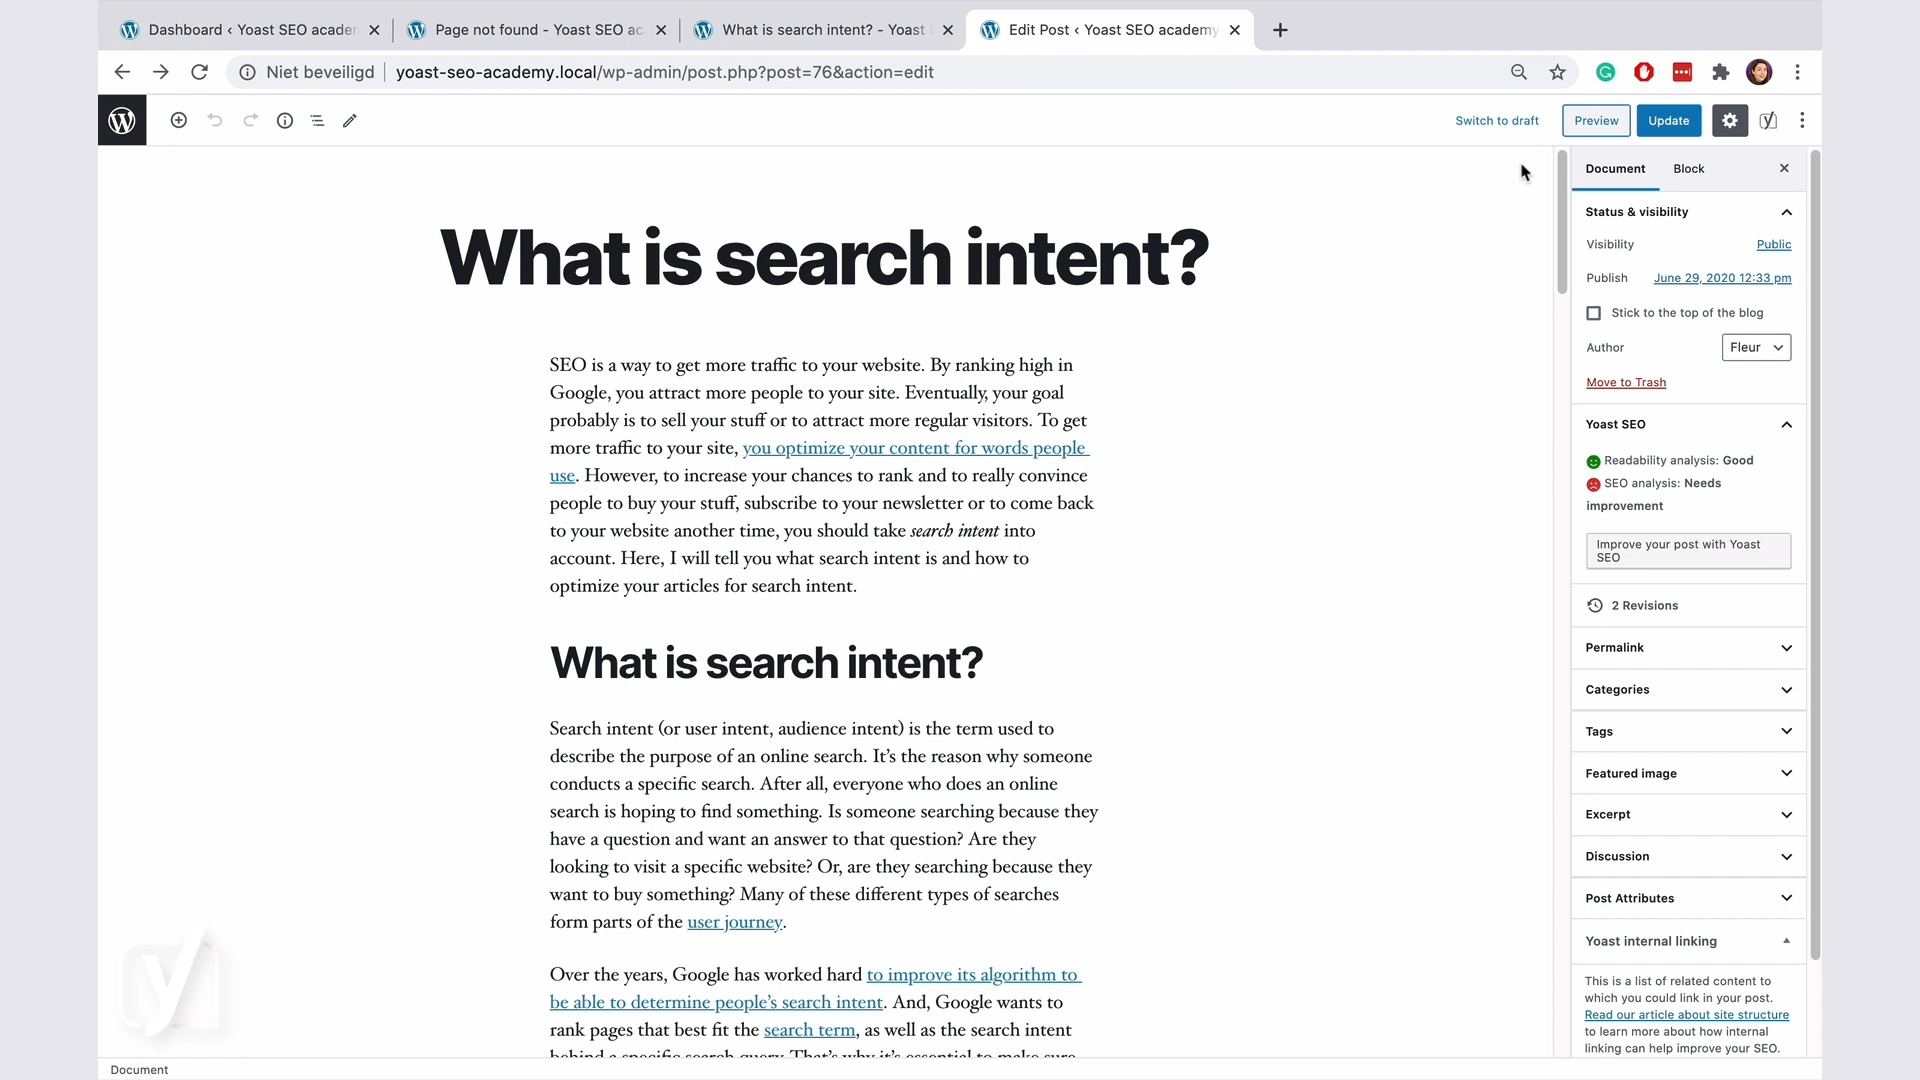 Dashboard ‹ Yoast SEO academ
Page not found - Yoast SEO ac
What is search intent? - Yoast S
Edit Post ‹ Yoast SEO academy
Niet beveiligd
yoast-seo-academy.local/wp-admin/post.php?post=76&action=edit
Switch to draft
Preview
Update
Document
Block
What is search intent?
SEO is a way to get more traffic to your website. By ranking high in
Google, you attract more people to your site. Eventually, your goal
probably is to sell your stuff or to attract more regular visitors. To get
more traffic to your site, you optimize your content for words people
use. However, to increase your chances to rank and to really convince
people to buy your stuff, subscribe to your newsletter or to come back
to your website another time, you should take search intent into
account. Here, I will tell you what search intent is and how to
optimize your articles for search intent.
What is search intent?
Search intent (or user intent, audience intent) is the term used to
describe the purpose of an online search. It’s the reason why someone
conducts a specific search. After all, everyone who does an online
search is hoping to find something. Is someone searching because they
have a question and want an answer to that question? Are they
looking to visit a specific website? Or, are they searching because they
want to buy something? Many of these different types of searches
form parts of the user journey.
Over the years, Google has worked hard to improve its algorithm to
be able to determine people’s search intent. And, Google wants to
rank pages that best fit the search term, as well as the search intent
behind a specific search query. That’s why it’s essential to make sure
Status & visibility
Visibility
Public
Publish
June 29, 2020 12:33 pm
Stick to the top of the blog
Author
Fleur
Move to Trash
Yoast SEO
Readability analysis: Good
SEO analysis: Needs
improvement
Improve your post with Yoast
SEO
2 Revisions
Permalink
Categories
Tags
Featured image
Excerpt
Discussion
Post Attributes
Yoast internal linking
This is a list of related content to
which you could link in your post.
Read our article about site structure
to learn more about how internal
linking can help improve your SEO.
Document